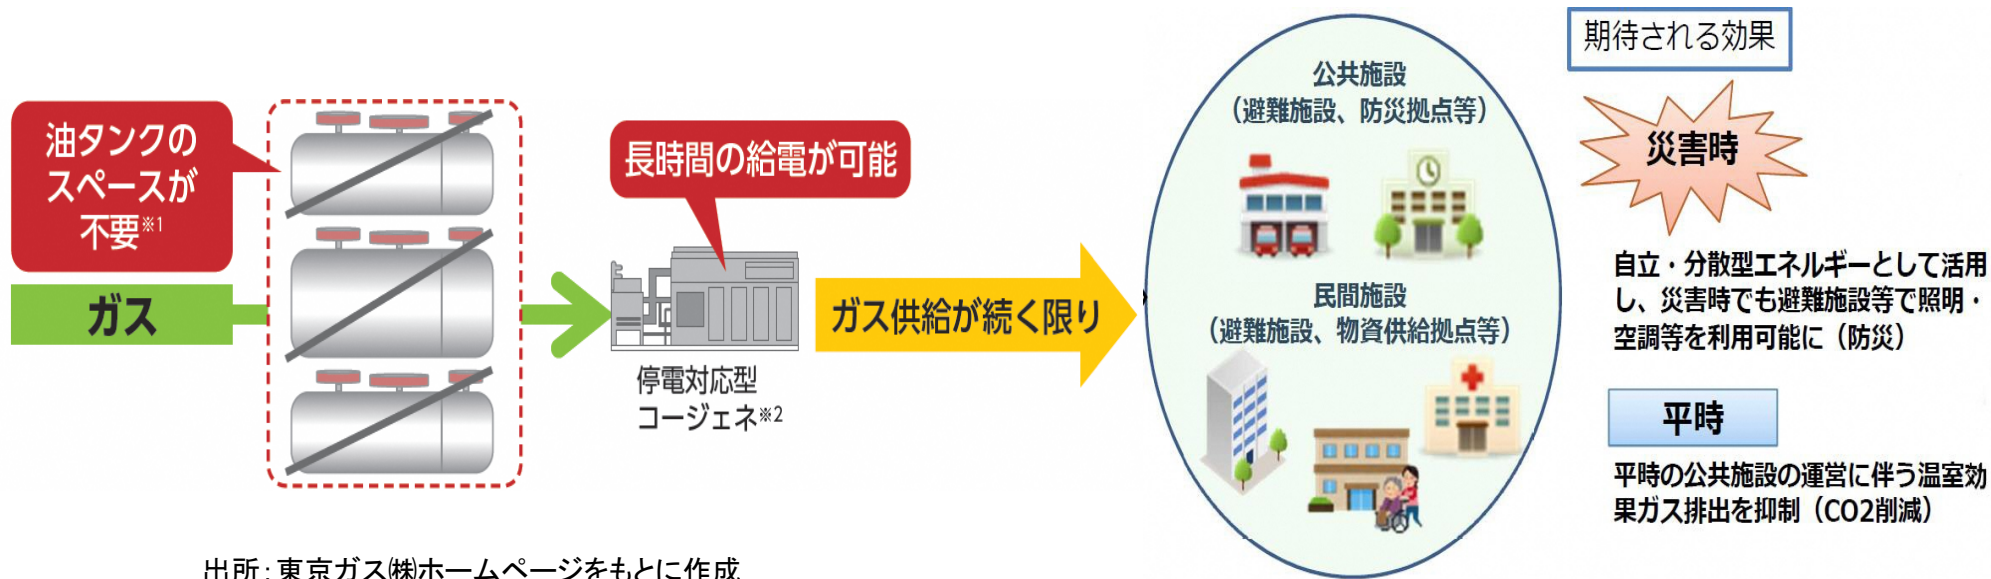 油タンクの
スペースが
不要※1
ガス
長時間の給電が可能
停電対応型
コージェネ※2
ガス供給が続く限り
公共施設
（避難施設、防災拠点等）
民間施設
（避難施設、物資供給拠点等）
期待される効果
災害時
自立・分散型エネルギーとして活用
し、災害時でも避難施設等で照明・
空調等を利用可能に（防災）
平時
平時の公共施設の運営に伴う温室効
果ガス排出を抑制（CO2削減）
出所：東京ガス㈱ホームページをもとに作成